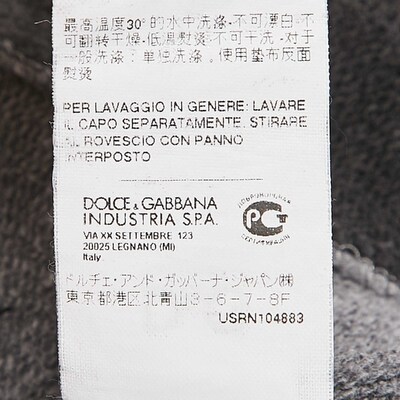 最高温度30°的水中洗涤-不可漂白-不
可翻转干燥-低温熨烫-不可干洗-对于
一般洗涤：单独洗涤，使用垫布反面
熨烫
PER LAVAGGIO IN GENERE: LAVARE
IL CAPO SEPARATAMENTE. STIRARE
AL ROVESCIO CON PANNO
INTERPOSTO
DOLCE & GABBANA
INDUSTRIA S.P.A.
VIA XX SETTEMBRE, 123
20025 LEGNANO (MI)
Italy
ДОБРОВОЛЬНАЯ
РСТ
СЕРТИФИКАЦИЯ
ドルチェ・アンド・ガッバーナ・ジャパン㈱
東京都港区北青山3-6-7-8F
USRN104883